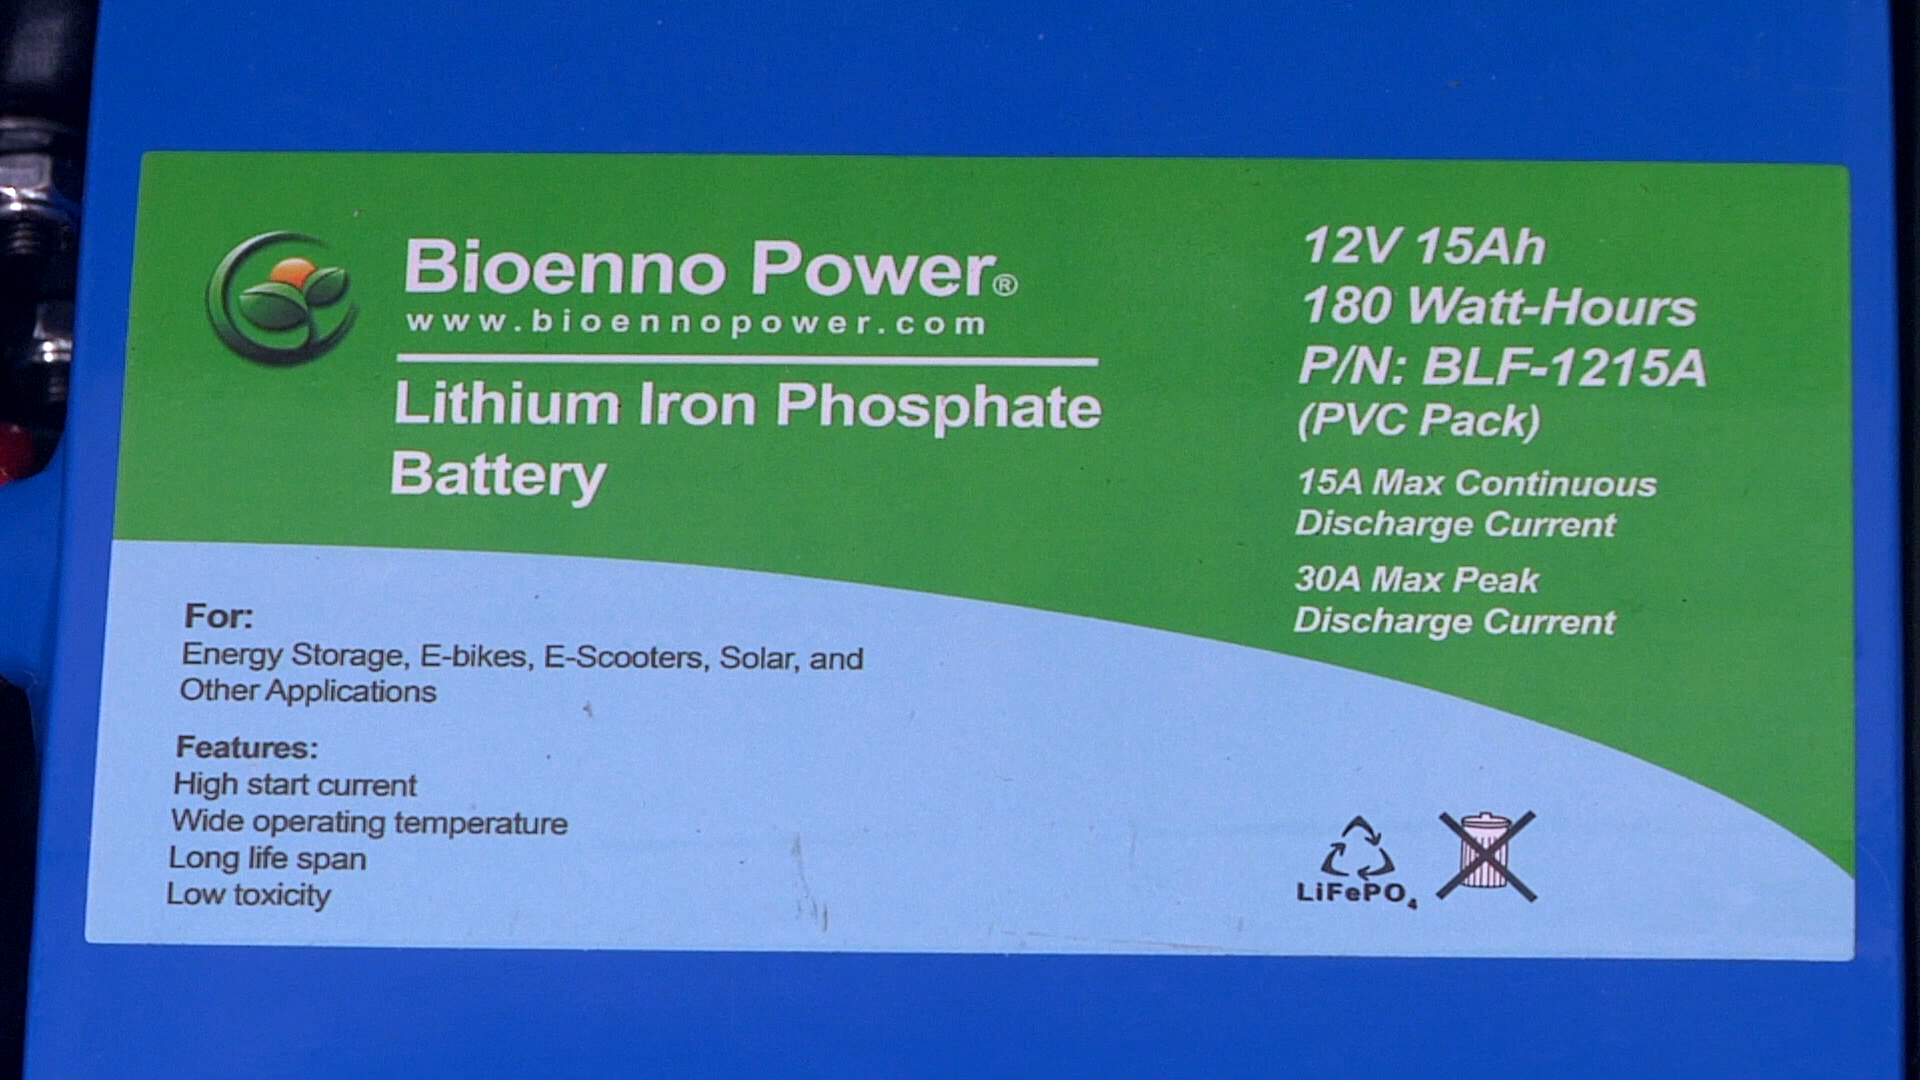 Bioenno Power®
www.bioennopower.com
Lithium Iron Phosphate
Battery
12V 15Ah
180 Watt-Hours
P/N: BLF-1215A
(PVC Pack)
15A Max Continuous
Discharge Current
30A Max Peak
Discharge Current
For:
Energy Storage, E-bikes, E-Scooters, Solar, and
Other Applications
Features:
High start current
Wide operating temperature
Long life span
Low toxicity
LiFePO₄